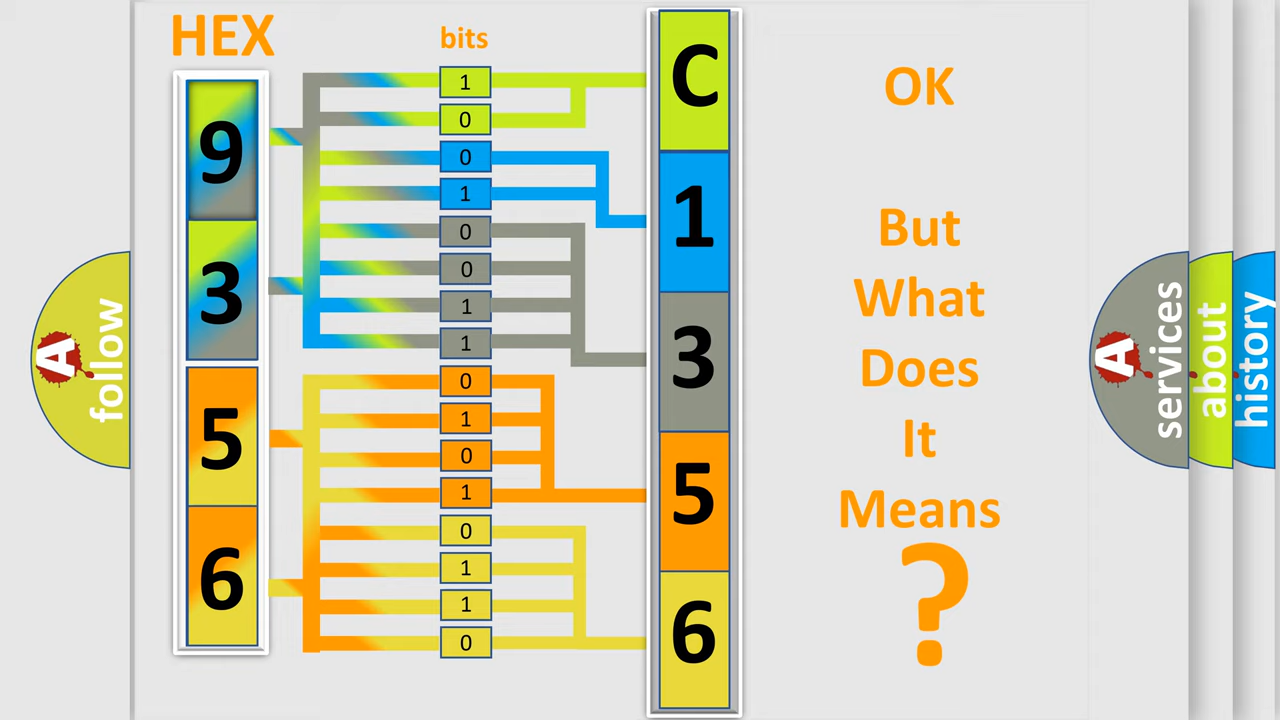 HEX
bits
9
3
5
6
1
0
0
1
0
0
1
1
0
1
0
1
0
1
1
0
C
1
3
5
6
OK
But
What
Does
It
Means
?
A
follow
A
services
about
history